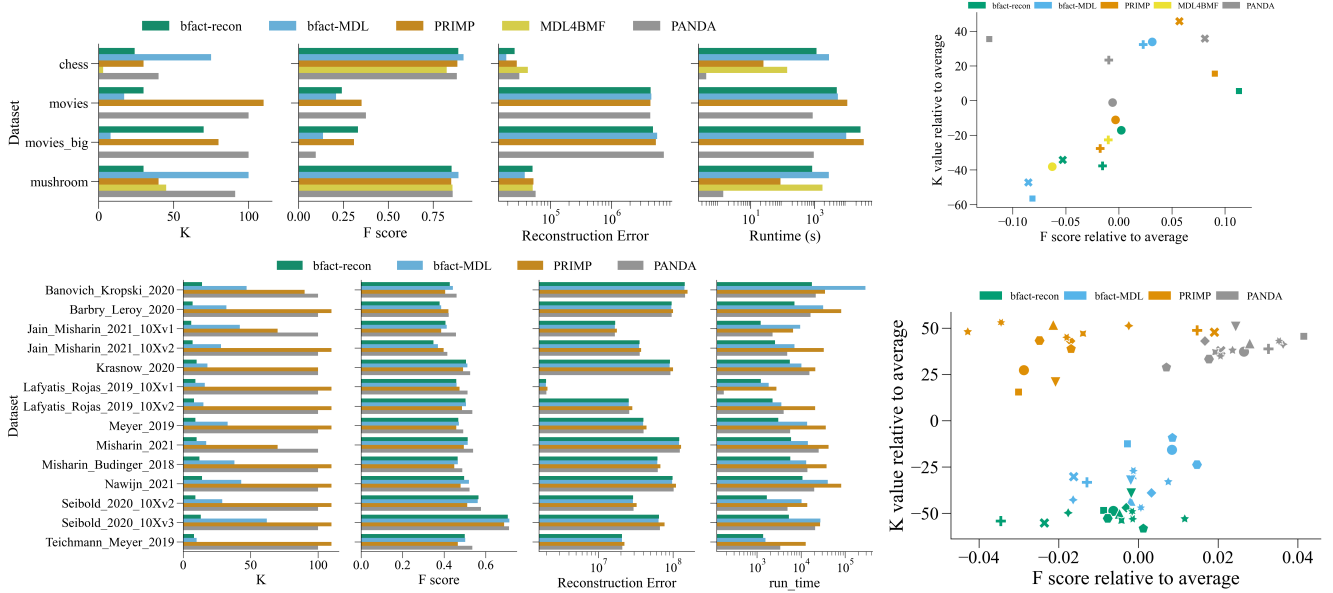 bfact-recon bfact-MDL PRIMP MDL4BMF PANDA
Dataset
chess
movies
movies_big
mushroom
0 50 100
K
0.00 0.25 0.50 0.75
F score
10^5 10^6
Reconstruction Error
10^1 10^3
Runtime (s)
bfact-recon bfact-MDL PRIMP MDL4BMF PANDA
K value relative to average
40
20
0
−20
−40
−60
−0.10 −0.05 0.00 0.05 0.10
F score relative to average
bfact-recon bfact-MDL PRIMP PANDA
Dataset
Banovich_Kropski_2020
Barbry_Leroy_2020
Jain_Misharin_2021_10Xv1
Jain_Misharin_2021_10Xv2
Krasnow_2020
Lafyatis_Rojas_2019_10Xv1
Lafyatis_Rojas_2019_10Xv2
Meyer_2019
Misharin_2021
Misharin_Budinger_2018
Nawijn_2021
Seibold_2020_10Xv2
Seibold_2020_10Xv3
Teichmann_Meyer_2019
0 50 100
K
0.0 0.2 0.4 0.6
F score
10^7 10^8
Reconstruction Error
10^3 10^5
run_time
bfact-recon bfact-MDL PRIMP PANDA
K value relative to average
50
25
0
−25
−50
−0.04 −0.02 0.00 0.02 0.04
F score relative to average